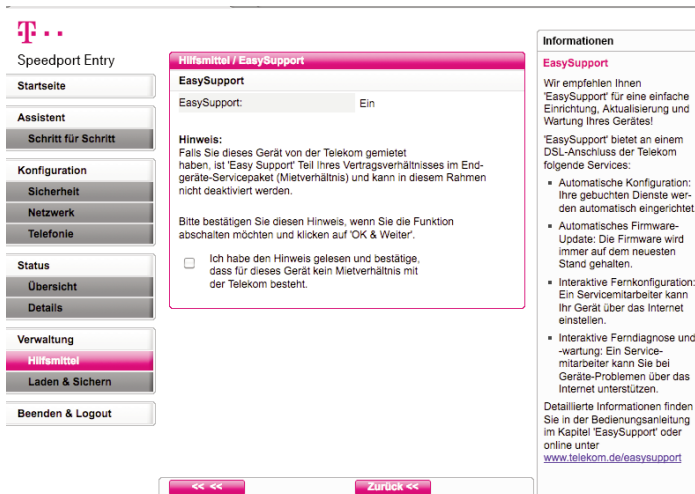 T··
Speedport Entry
Startseite
Assistent
Schritt für Schritt
Konfiguration
Sicherheit
Netzwerk
Telefonie
Status
Übersicht
Details
Verwaltung
Hilfsmittel
Laden & Sichern
Beenden & Logout
Hilfsmittel / EasySupport
EasySupport
EasySupport: Ein
Hinweis:
Falls Sie dieses Gerät von der Telekom gemietet
haben, ist 'Easy Support' Teil Ihres Vertragsverhältnisses im End-
geräte-Servicepaket (Mietverhältnis) und kann in diesem Rahmen
nicht deaktiviert werden.
Bitte bestätigen Sie diesen Hinweis, wenn Sie die Funktion
abschalten möchten und klicken auf 'OK & Weiter'.
Ich habe den Hinweis gelesen und bestätige,
dass für dieses Gerät kein Mietverhältnis mit
der Telekom besteht.
<< <<
Zurück <<
Informationen
EasySupport
Wir empfehlen Ihnen
'EasySupport' für eine einfache
Einrichtung, Aktualisierung und
Wartung Ihres Gerätes!
'EasySupport' bietet an einem
DSL-Anschluss der Telekom
folgende Services:
Automatische Konfiguration:
Ihre gebuchten Dienste wer-
den automatisch eingerichtet
Automatisches Firmware-
Update: Die Firmware wird
immer auf dem neuesten
Stand gehalten.
Interaktive Fernkonfiguration:
Ein Servicemitarbeiter kann
Ihr Gerät über das Internet
einstellen.
Interaktive Ferndiagnose und
-wartung: Ein Service-
mitarbeiter kann Sie bei
Geräte-Problemen über das
Internet unterstützen.
Detaillierte Informationen finden
Sie in der Bedienungsanleitung
im Kapitel 'EasySupport' oder
online unter
www.telekom.de/easysupport